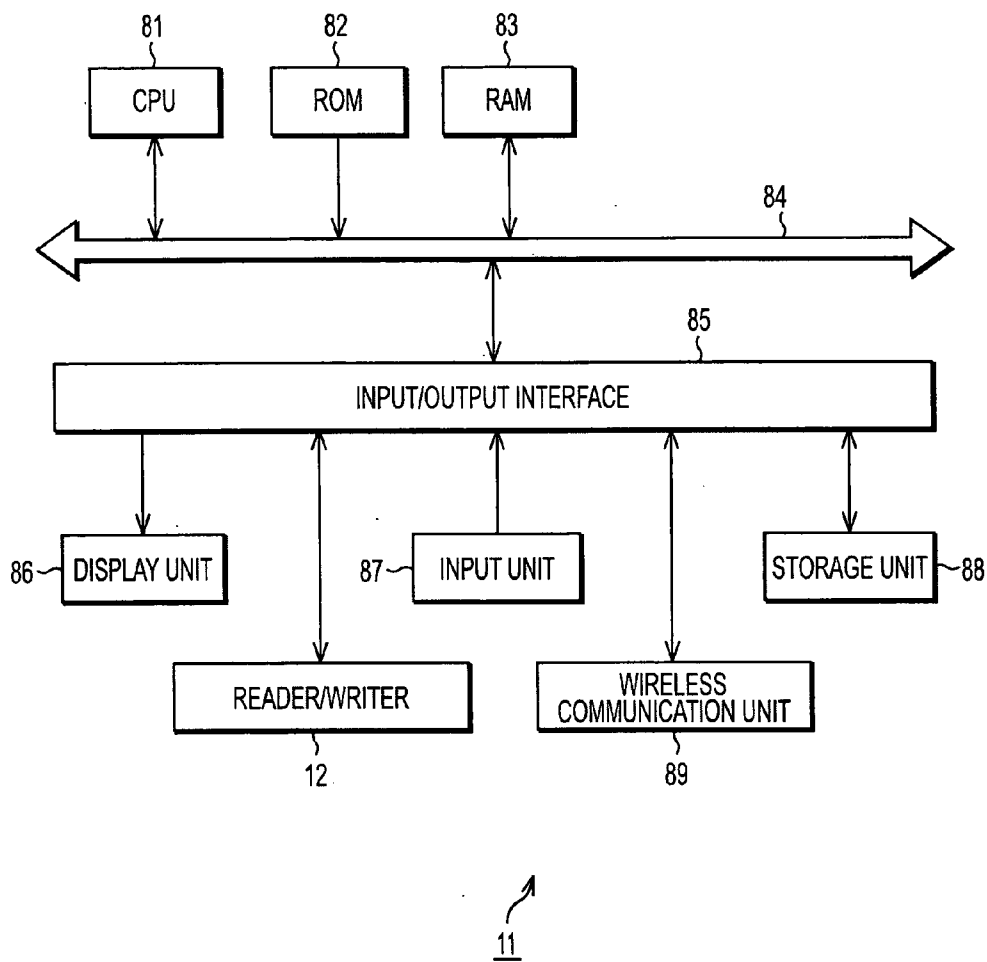 81
82
83
CPU
ROM
RAM
84
85
INPUT/OUTPUT INTERFACE
86
DISPLAY UNIT
87
INPUT UNIT
STORAGE UNIT
88
READER/WRITER
WIRELESS
COMMUNICATION UNIT
12
89
11